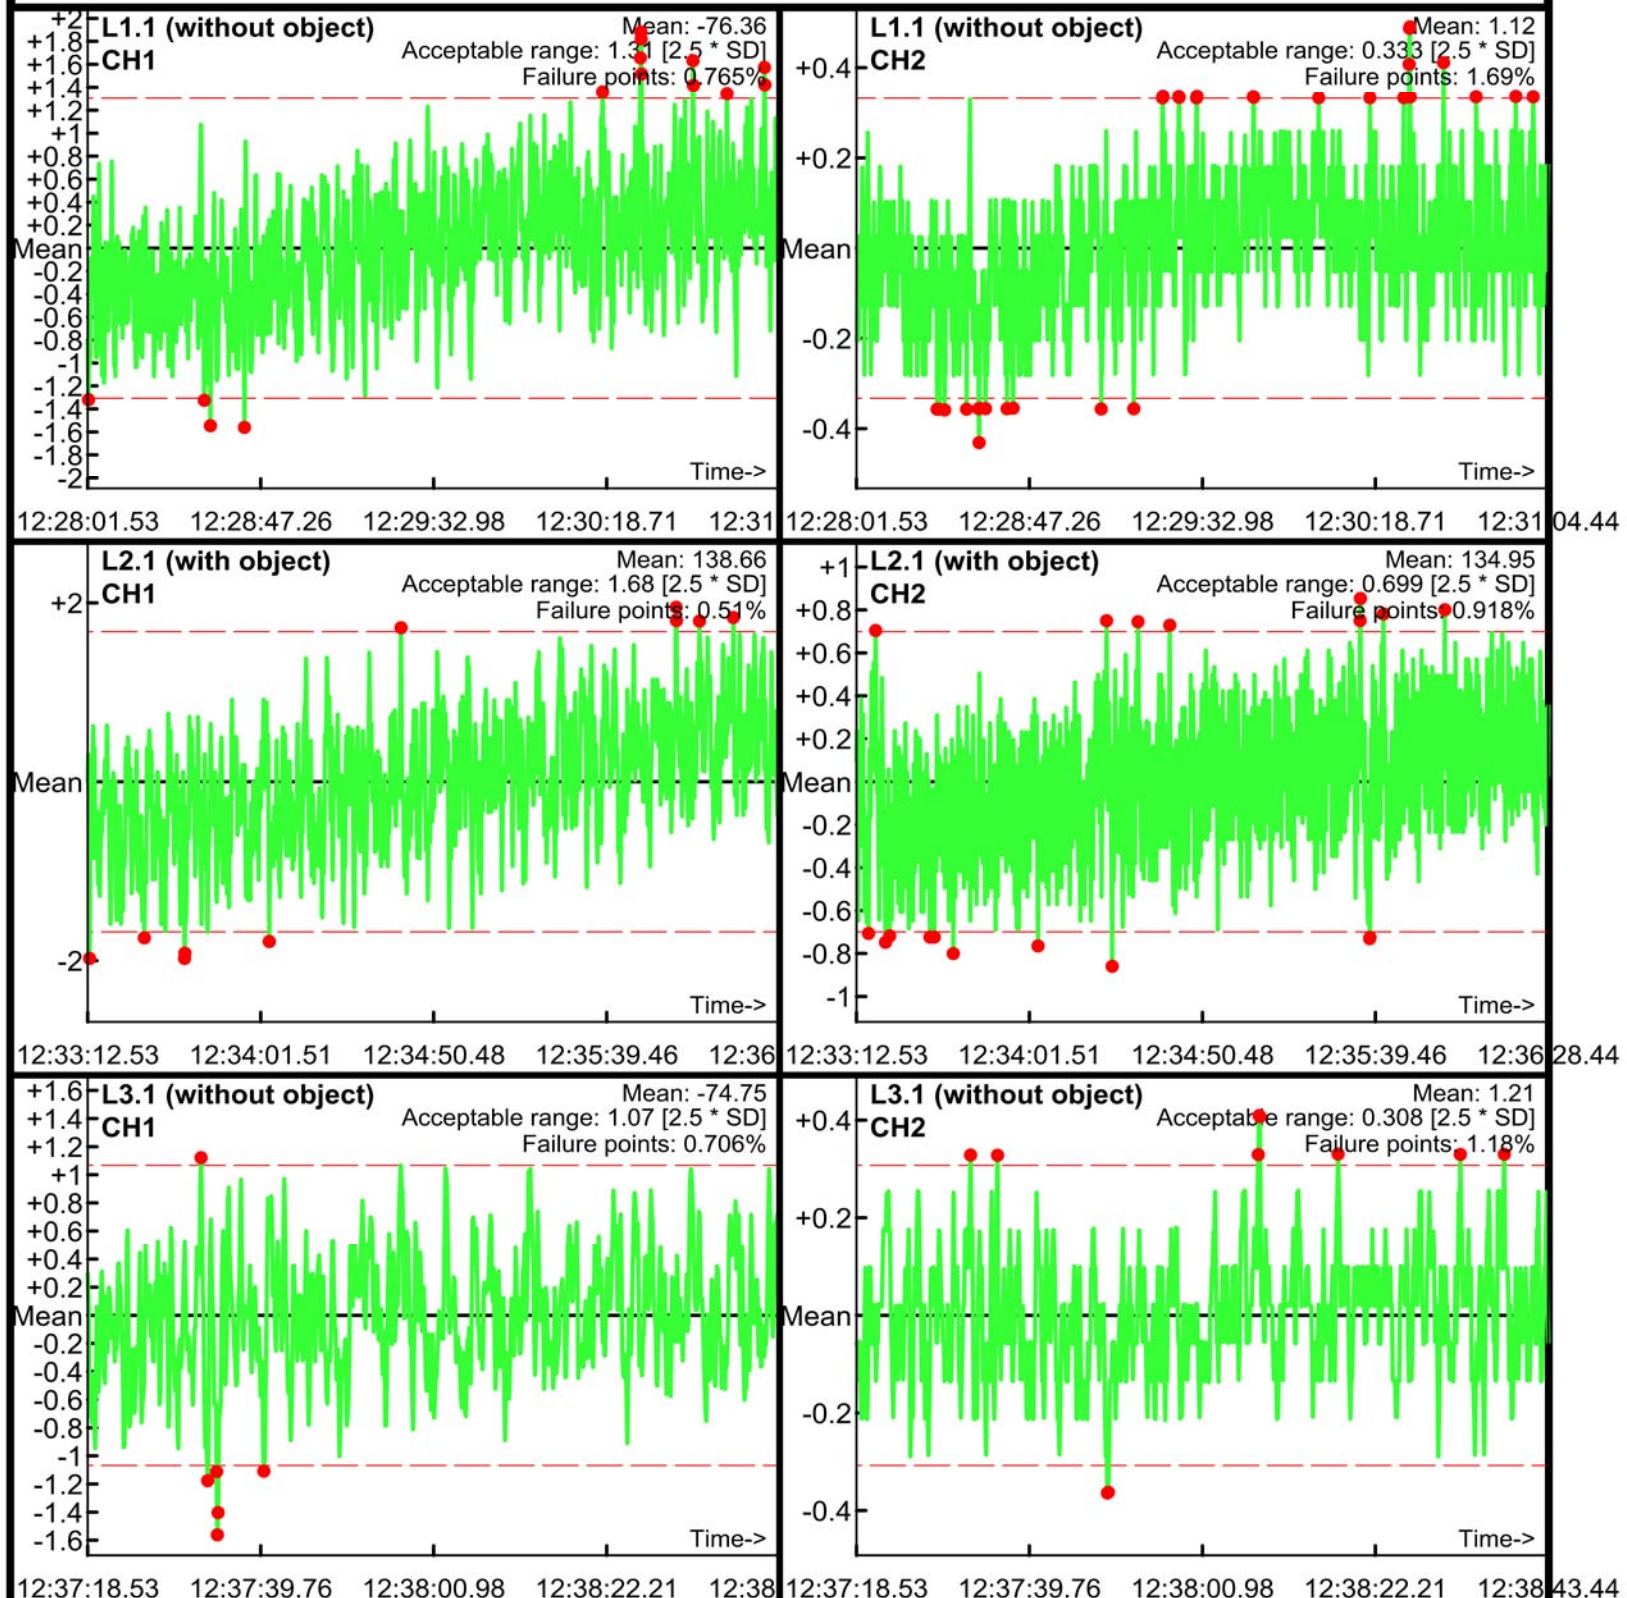 L1.1 (without object)
CH1
Mean: -76.36
Acceptable range: 1.31 [2.5 * SD]
Failure points: 0.765%
+2
+1.8
+1.6
+1.4
+1.2
+1
+0.8
+0.6
+0.4
+0.2
Mean
-0.2
-0.4
-0.6
-0.8
-1
-1.2
-1.4
-1.6
-1.8
-2
Time->
12:28:01.53 12:28:47.26 12:29:32.98 12:30:18.71 12:31
L1.1 (without object)
CH2
Mean: 1.12
Acceptable range: 0.333 [2.5 * SD]
Failure points: 1.69%
+0.4
+0.2
Mean
-0.2
-0.4
Time->
12:28:01.53 12:28:47.26 12:29:32.98 12:30:18.71 12:31:04.44
L2.1 (with object)
CH1
Mean: 138.66
Acceptable range: 1.68 [2.5 * SD]
Failure points: 0.51%
+2
Mean
-2
Time->
12:33:12.53 12:34:01.51 12:34:50.48 12:35:39.46 12:36
L2.1 (with object)
CH2
Mean: 134.95
Acceptable range: 0.699 [2.5 * SD]
Failure points: 0.918%
+1
+0.8
+0.6
+0.4
+0.2
Mean
-0.2
-0.4
-0.6
-0.8
-1
Time->
12:33:12.53 12:34:01.51 12:34:50.48 12:35:39.46 12:36:28.44
L3.1 (without object)
CH1
Mean: -74.75
Acceptable range: 1.07 [2.5 * SD]
Failure points: 0.706%
+1.6
+1.4
+1.2
+1
+0.8
+0.6
+0.4
+0.2
Mean
-0.2
-0.4
-0.6
-0.8
-1
-1.2
-1.4
-1.6
Time->
12:37:18.53 12:37:39.76 12:38:00.98 12:38:22.21 12:38
L3.1 (without object)
CH2
Mean: 1.21
Acceptable range: 0.308 [2.5 * SD]
Failure points: 1.18%
+0.4
+0.2
Mean
-0.2
-0.4
Time->
12:37:18.53 12:37:39.76 12:38:00.98 12:38:22.21 12:38:43.44